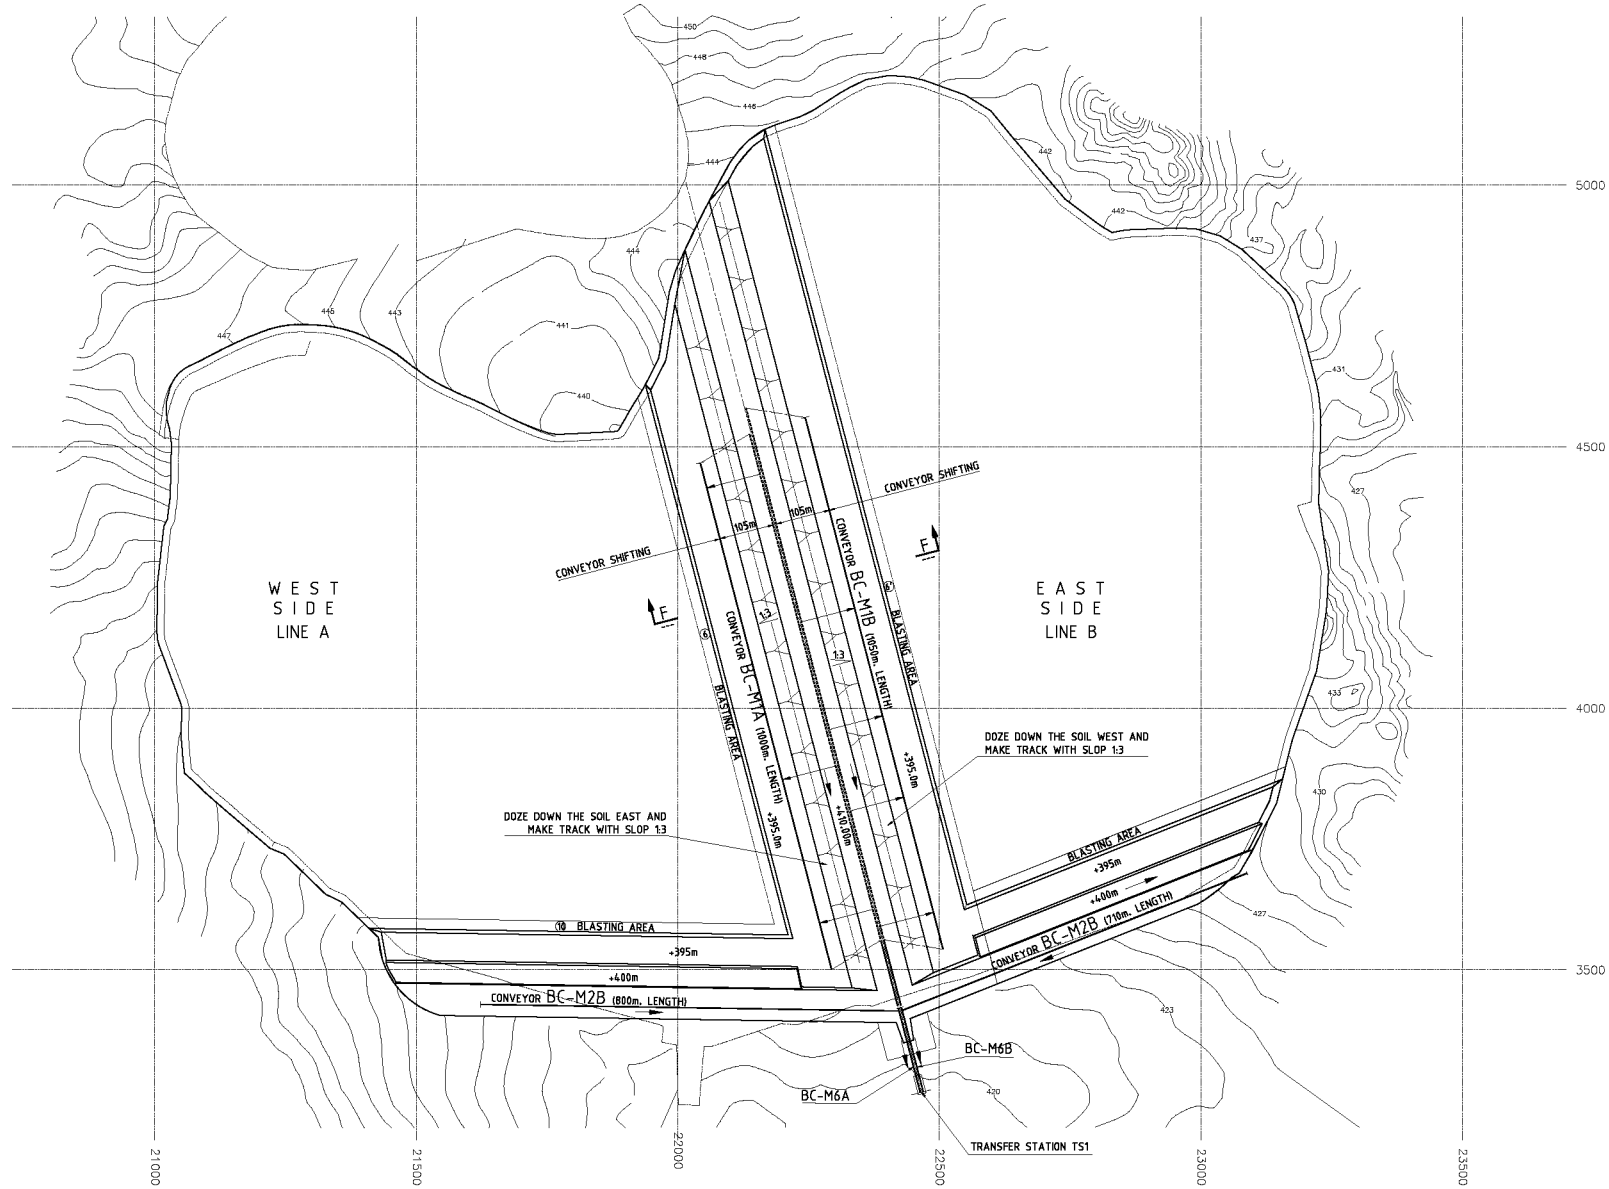 450
448
446
444
442
442
437
444
447
445
443
441
440
431
427
433
430
427
423
420
5000
4500
4000
3500
21000
21500
22000
22500
23000
23500
WEST
SIDE
LINE A
EAST
SIDE
LINE B
CONVEYOR SHIFTING
CONVEYOR SHIFTING
105m
105m
F
F
1:3
1:3
6
6
CONVEYOR BC-M1A (1000m. LENGTH)
+395.0m
BLASTING AREA
CONVEYOR BC-M1B (1050m. LENGTH)
+395.0m
BLASTING AREA
+410.00m
DOZE DOWN THE SOIL WEST AND
MAKE TRACK WITH SLOP 1:3
DOZE DOWN THE SOIL EAST AND
MAKE TRACK WITH SLOP 1:3
BLASTING AREA
+395m
+400m
CONVEYOR BC-M2B (710m. LENGTH)
10 BLASTING AREA
+395m
+400m
CONVEYOR BC-M2B (800m. LENGTH)
BC-M6B
BC-M6A
TRANSFER STATION TS1